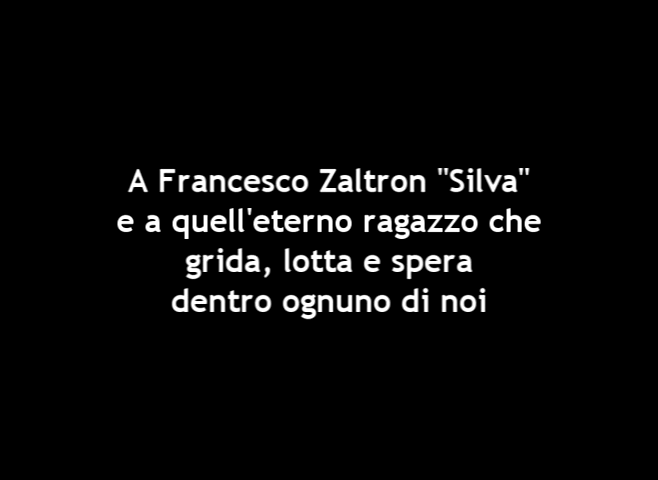 A Francesco Zaltron "Silva"
e a quell'eterno ragazzo che
grida, lotta e spera
dentro ognuno di noi